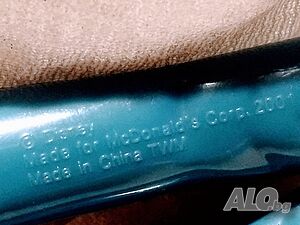 © Disney
Made for McDonald's Corp. 2001
Made in China TWM
ALO.bg